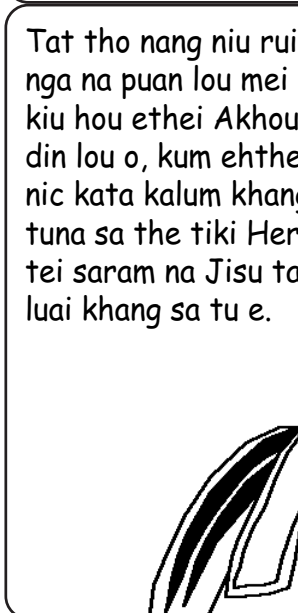 Tat tho nang niu rui
nga na puan lou mei
kiu hou ethei Akhou
din lou o, kum ehthe
nic kata kalum khang
tuna sa the tiki Her
tei saram na Jisu ta
luai khang sa tu e.